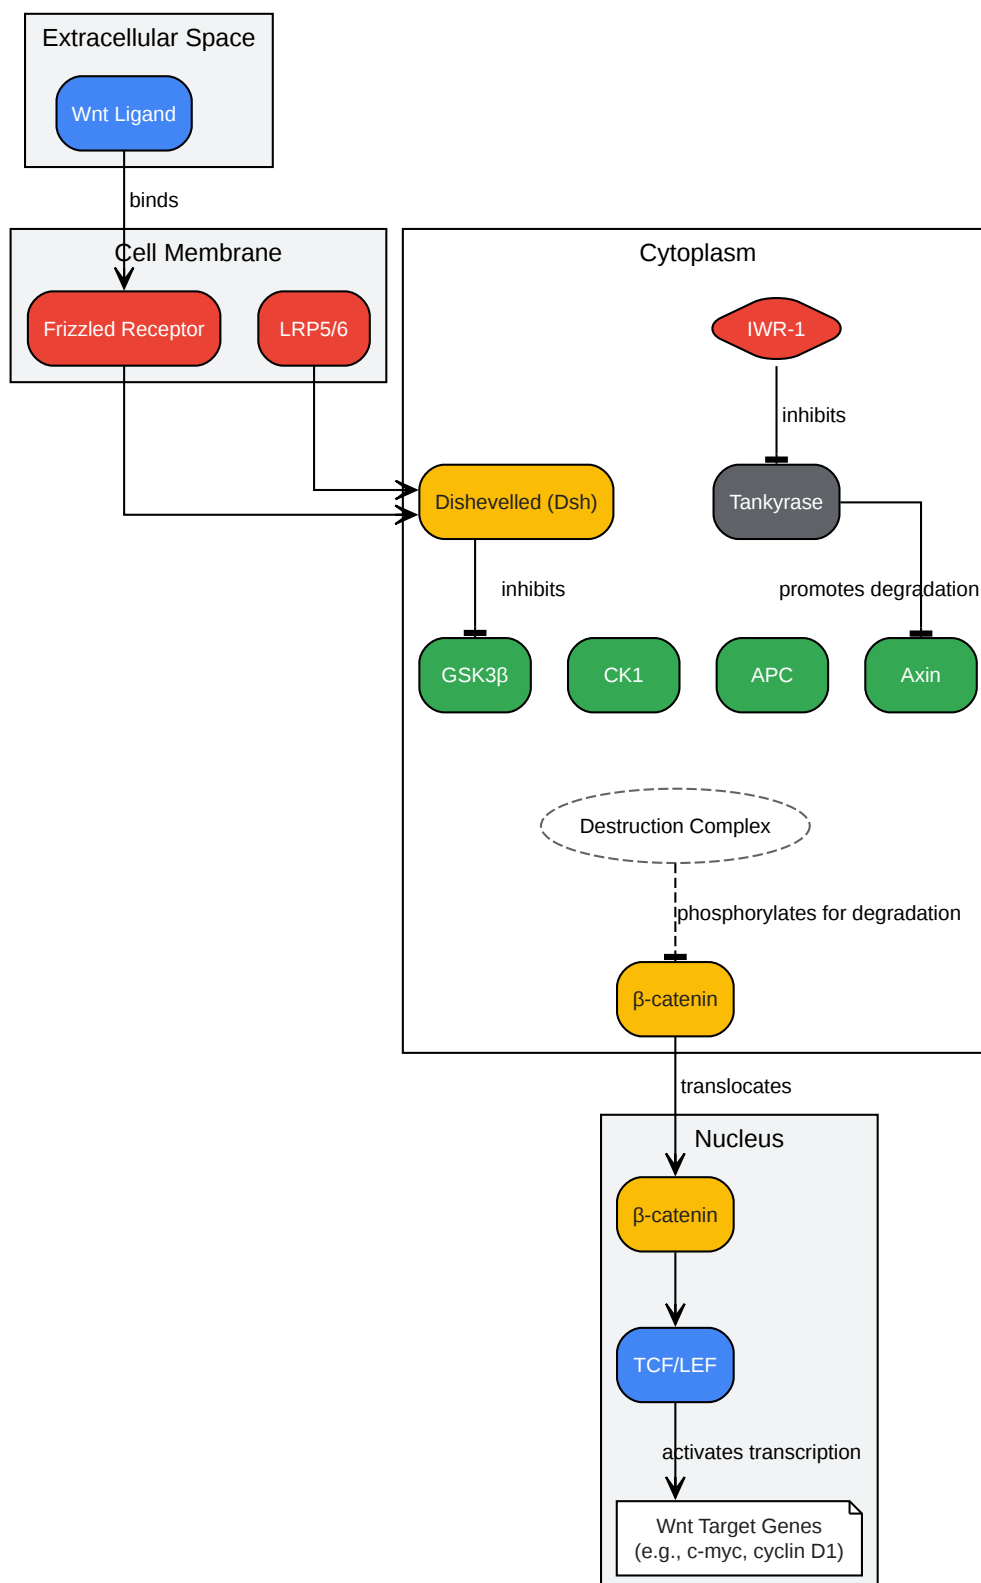 Extracellular Space
Wnt Ligand
binds
Cell Membrane
Cytoplasm
Frizzled Receptor
LRP5/6
IWR-1
inhibits
Dishevelled (Dsh)
Tankyrase
inhibits
promotes degradation
GSK3β
CK1
APC
Axin
Destruction Complex
phosphorylates for degradation
β-catenin
translocates
Nucleus
β-catenin
TCF/LEF
activates transcription
Wnt Target Genes
(e.g., c-myc, cyclin D1)